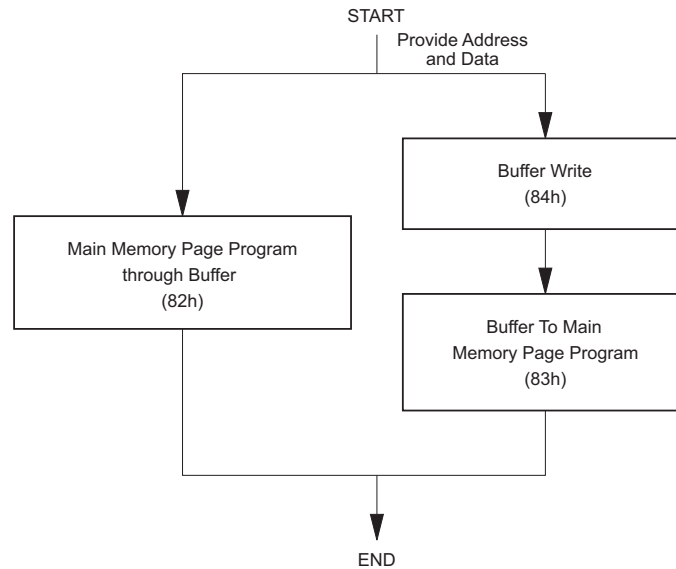 START
Provide Address
and Data
Buffer Write
(84h)
Main Memory Page Program
through Buffer
(82h)
Buffer To Main
Memory Page Program
(83h)
END